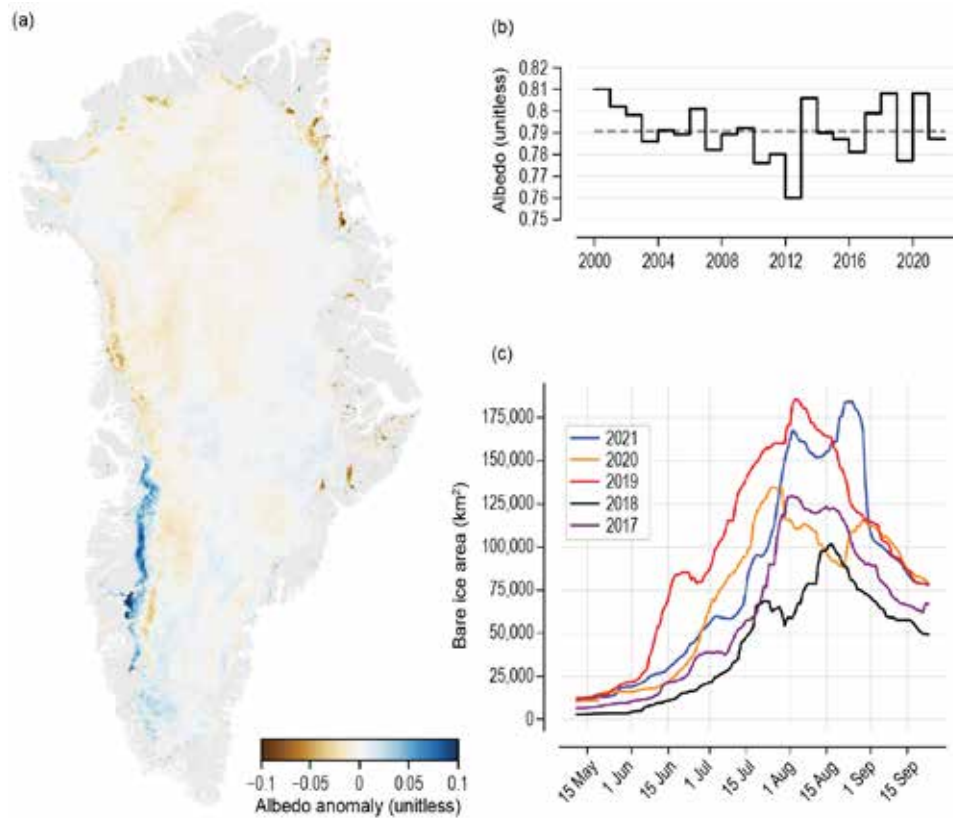 (a)
−0.1 −0.05 0 0.05 0.1
Albedo anomaly (unitless)
(b)
Albedo (unitless)
0.82
0.81
0.8
0.79
0.78
0.77
0.76
0.75
2000 2004 2008 2012 2016 2020
(c)
Bare ice area (km²)
175,000
150,000
125,000
100,000
75,000
50,000
25,000
0
2021
2020
2019
2018
2017
15 May 1 Jun 15 Jun 1 Jul 15 Jul 1 Aug 15 Aug 1 Sep 15 Sep